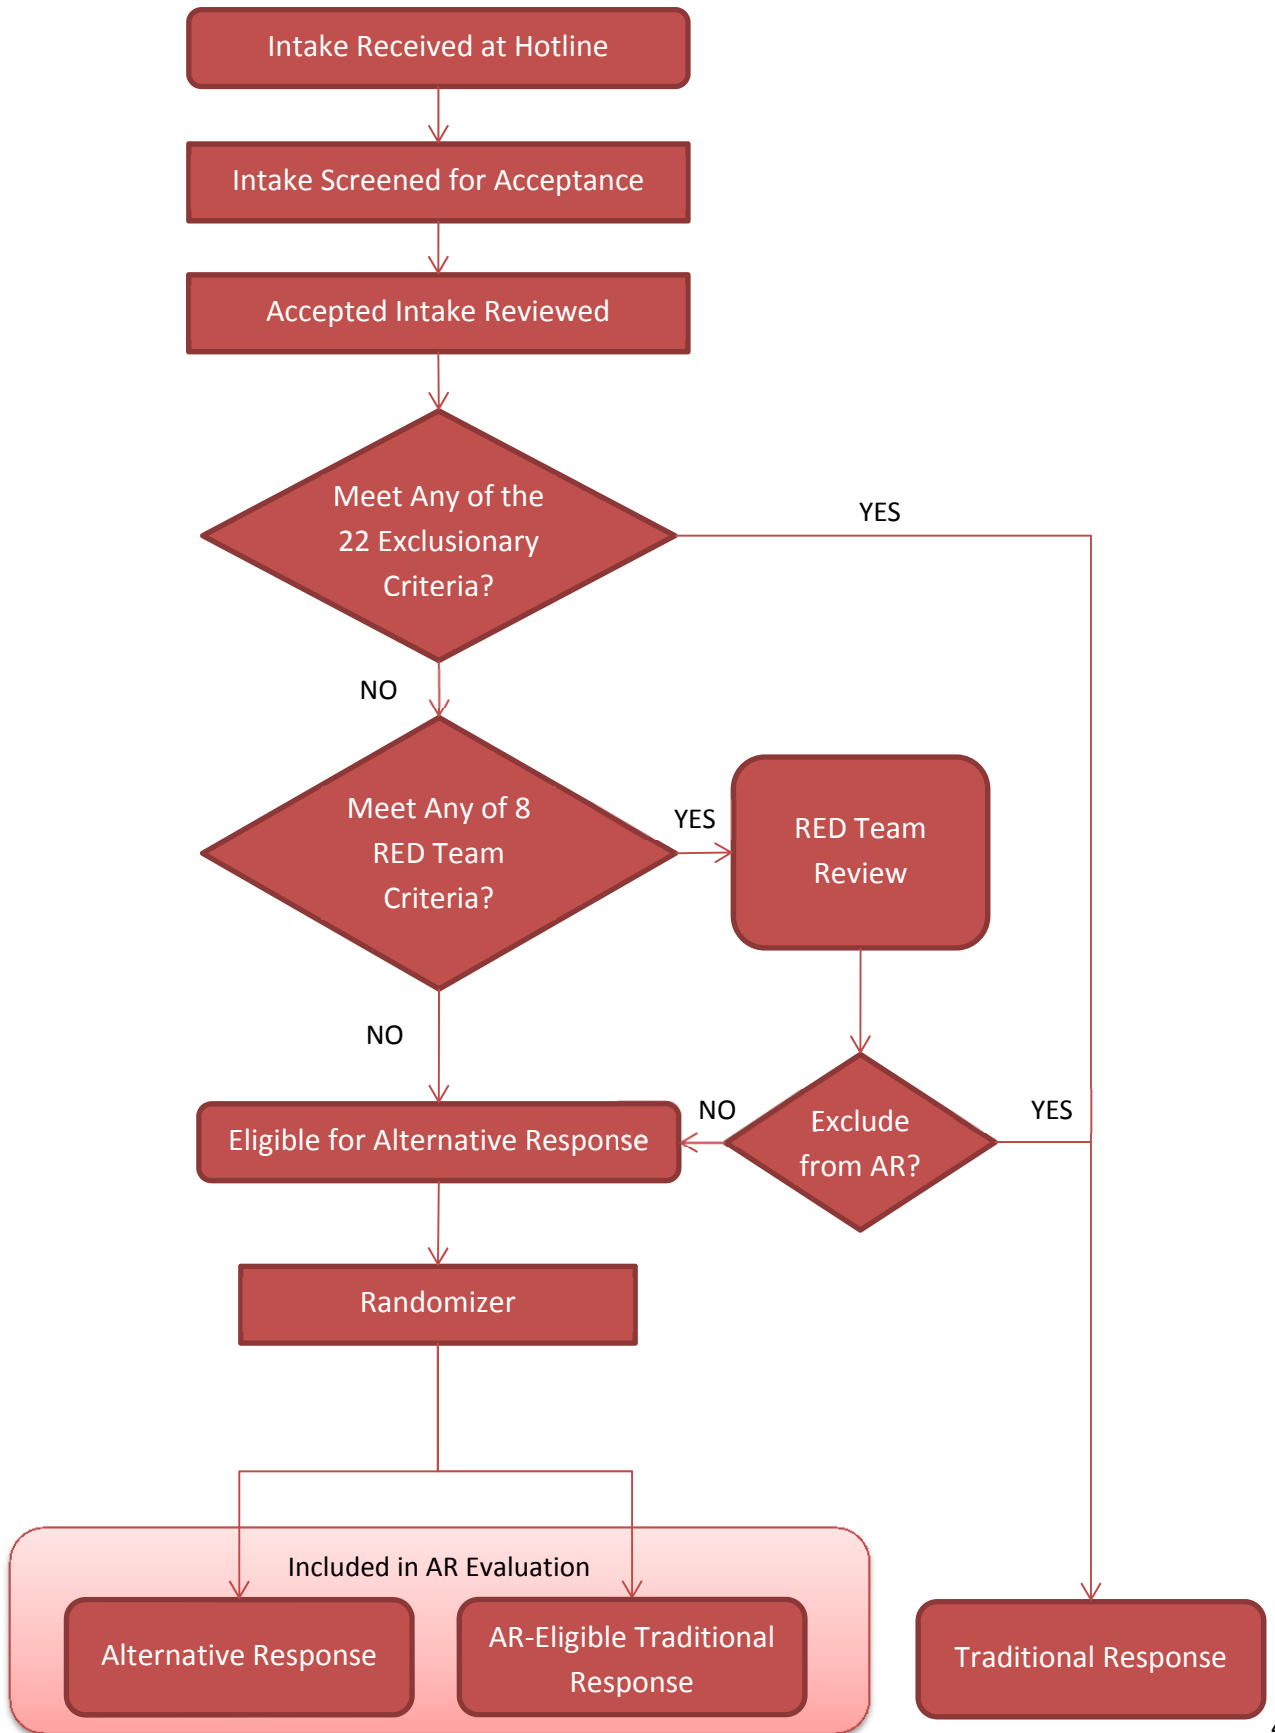 Intake Received at Hotline
Intake Screened for Acceptance
Accepted Intake Reviewed
Meet Any of the
22 Exclusionary
Criteria?
YES
NO
Meet Any of 8
RED Team
Criteria?
YES
RED Team
Review
NO
Eligible for Alternative Response
NO
Exclude
from AR?
YES
Randomizer
Included in AR Evaluation
Alternative Response
AR-Eligible Traditional
Response
Traditional Response